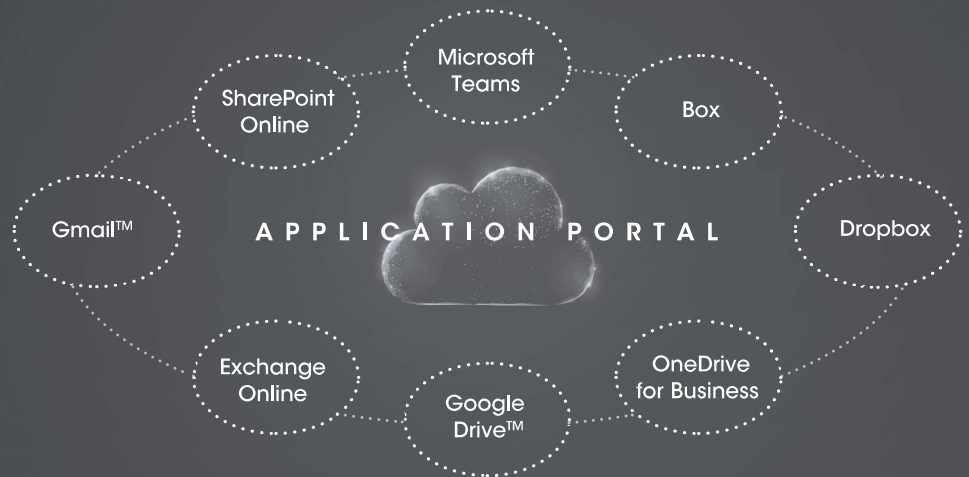 Microsoft
Teams
SharePoint
Online
Box
Gmail™
APPLICATION PORTAL
Dropbox
Exchange
Online
OneDrive
for Business
Google
Drive™